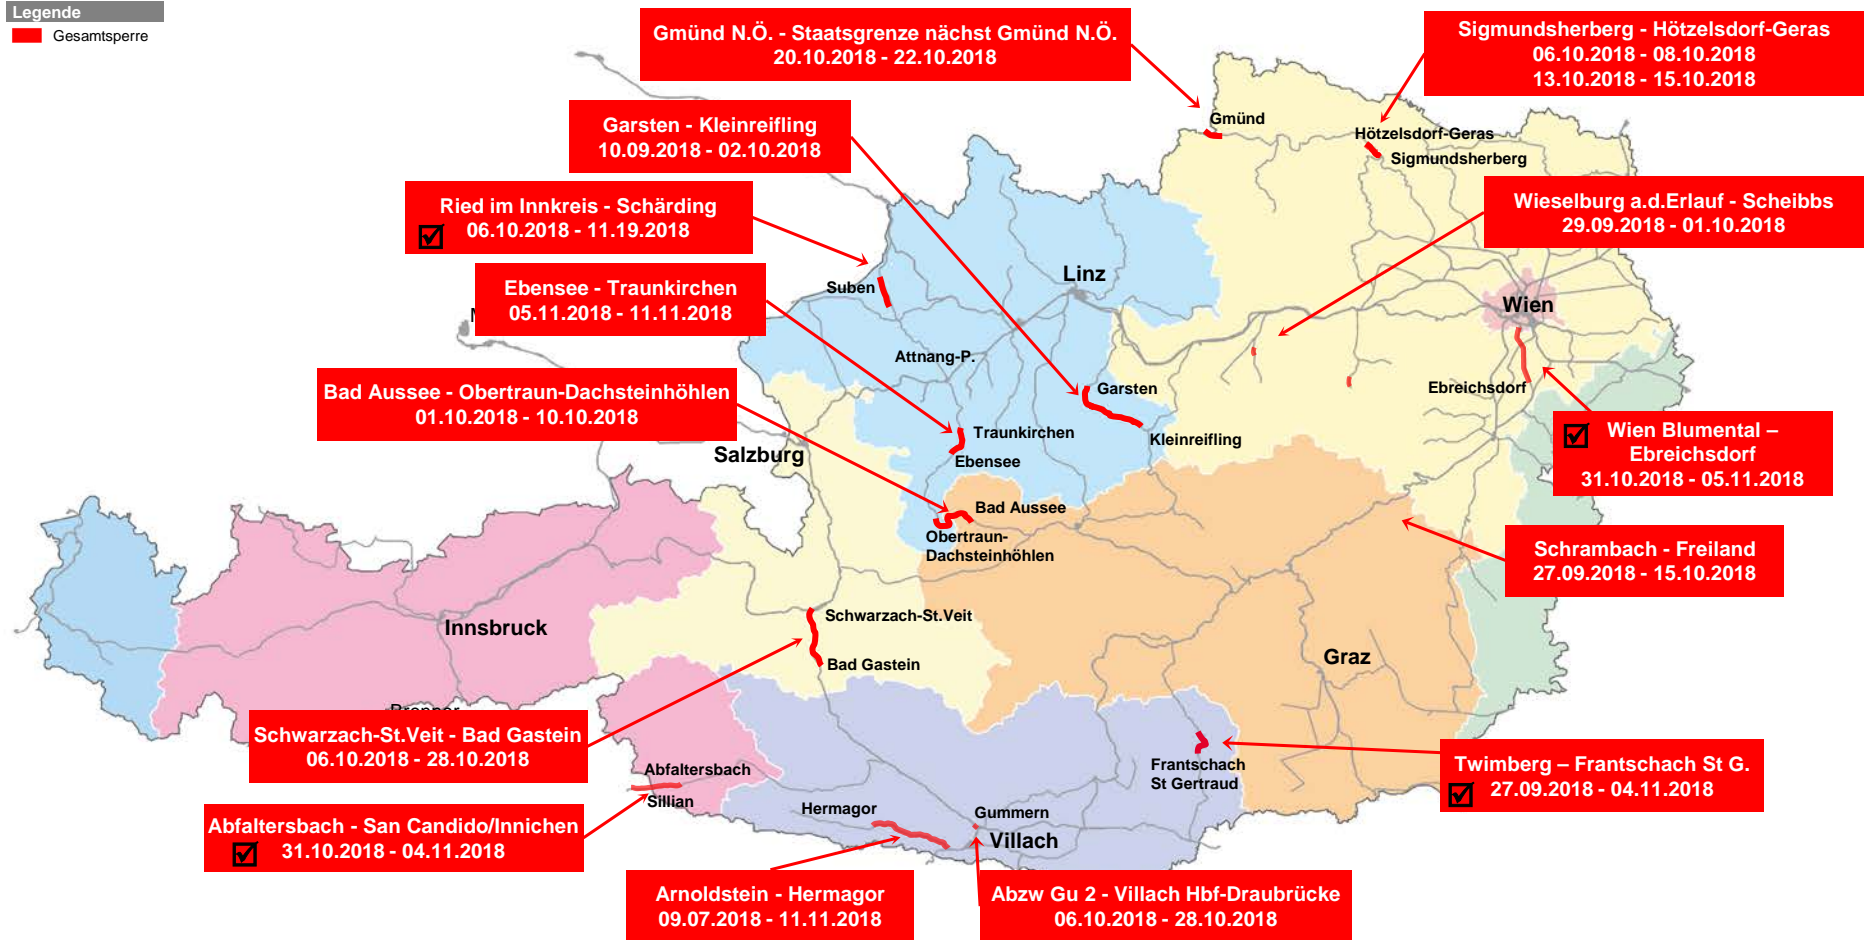 Legende
Gesamtsperre
Gmünd N.Ö. - Staatsgrenze nächst Gmünd N.Ö.
20.10.2018 - 22.10.2018
Sigmundsherberg - Hötzelsdorf-Geras
06.10.2018 - 08.10.2018
13.10.2018 - 15.10.2018
Garsten - Kleinreifling
10.09.2018 - 02.10.2018
Gmünd
Hötzelsdorf-Geras
Sigmundsherberg
Ried im Innkreis - Schärding
06.10.2018 - 11.19.2018
Wieselburg a.d.Erlauf - Scheibbs
29.09.2018 - 01.10.2018
Linz
Suben
Ebensee - Traunkirchen
05.11.2018 - 11.11.2018
Wien
Attnang-P.
Bad Aussee - Obertraun-Dachsteinhöhlen
01.10.2018 - 10.10.2018
Garsten
Ebreichsdorf
Traunkirchen
Kleinreifling
Wien Blumental –
Ebreichsdorf
31.10.2018 - 05.11.2018
Salzburg
Ebensee
Bad Aussee
Obertraun-
Dachsteinhöhlen
Schrambach - Freiland
27.09.2018 - 15.10.2018
Schwarzach-St.Veit
Innsbruck
Bad Gastein
Graz
Schwarzach-St.Veit - Bad Gastein
06.10.2018 - 28.10.2018
Abfaltersbach
Sillian
Frantschach
St Gertraud
Twimberg – Frantschach St G.
27.09.2018 - 04.11.2018
Hermagor
Gummern
Villach
Abfaltersbach - San Candido/Innichen
31.10.2018 - 04.11.2018
Arnoldstein - Hermagor
09.07.2018 - 11.11.2018
Abzw Gu 2 - Villach Hbf-Draubrücke
06.10.2018 - 28.10.2018